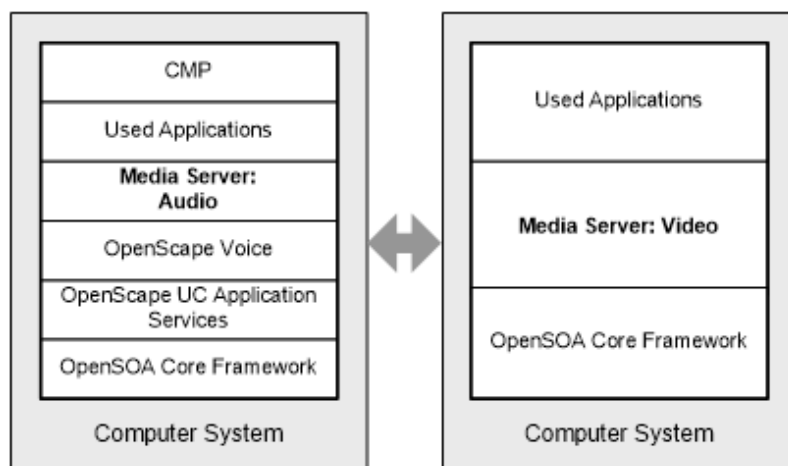 CMP
Used Applications
Media Server:
Audio
OpenScape Voice
OpenScape UC Application
Services
OpenSOA Core Framework
Computer System
Used Applications
Media Server: Video
OpenSOA Core Framework
Computer System